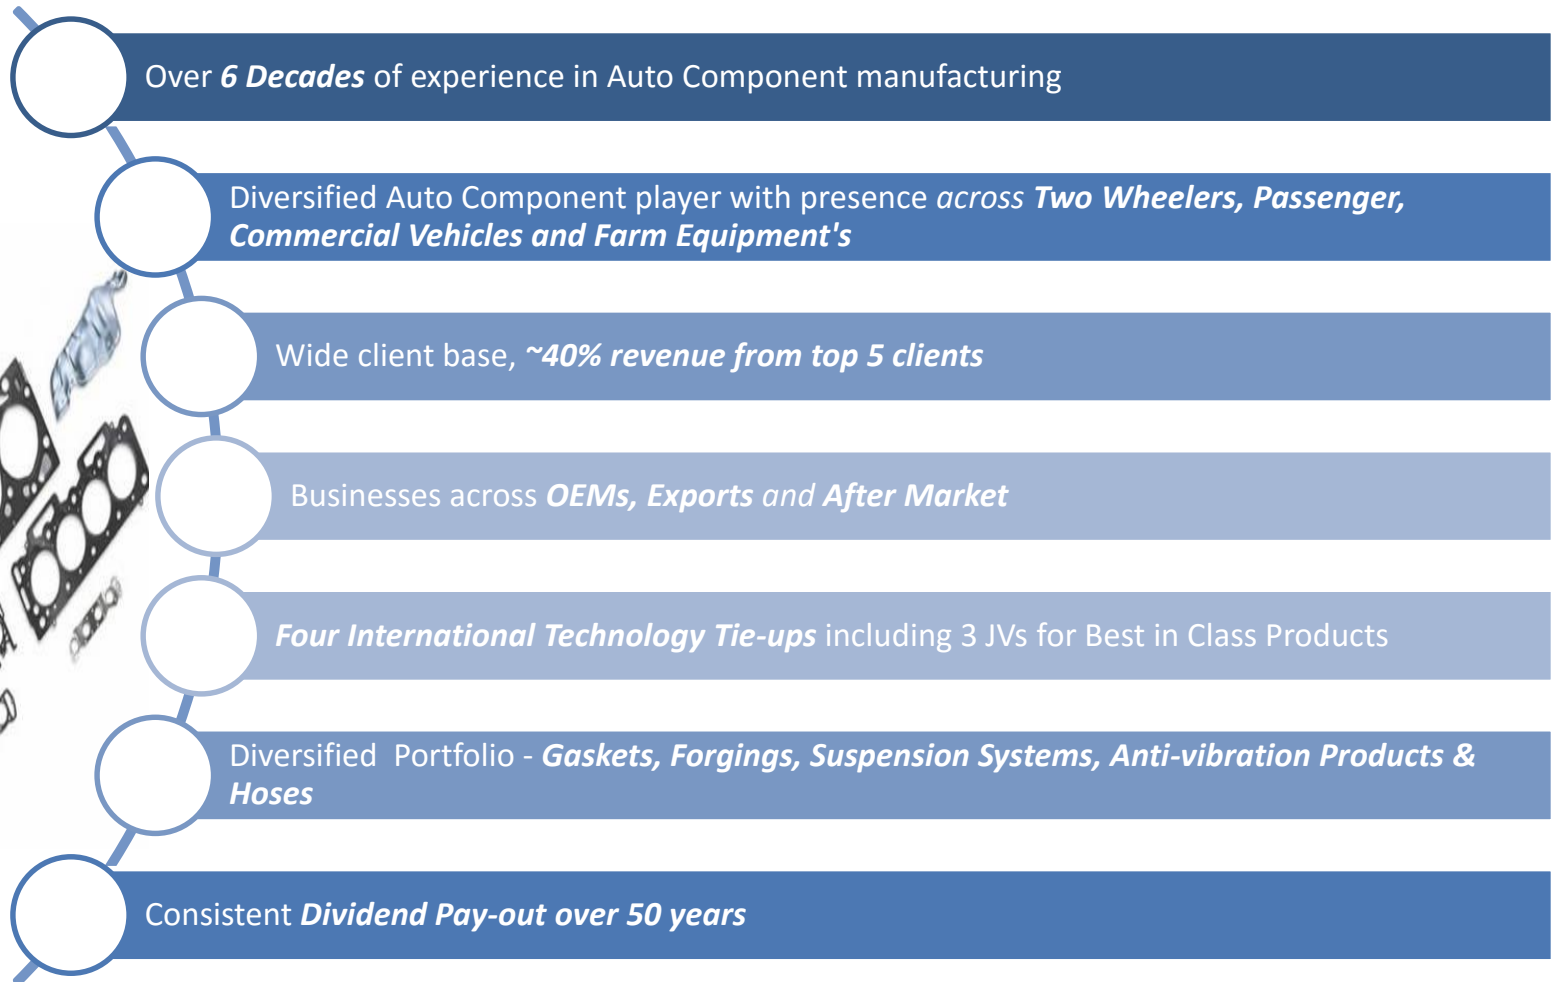 Over 6 Decades of experience in Auto Component manufacturing
Diversified Auto Component player with presence across Two Wheelers, Passenger,
Commercial Vehicles and Farm Equipment's
Wide client base, ~40% revenue from top 5 clients
Businesses across OEMs, Exports and After Market
Four International Technology Tie-ups including 3 JVs for Best in Class Products
Diversified  Portfolio - Gaskets, Forgings, Suspension Systems, Anti-vibration Products &
Hoses
Consistent Dividend Pay-out over 50 years